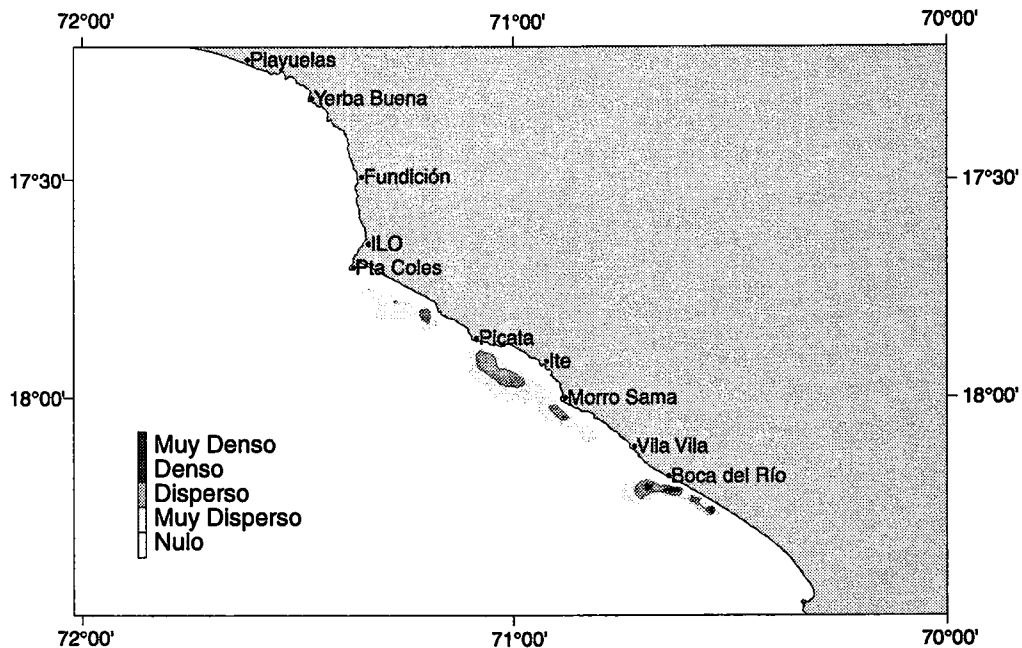 72°00'
71°00'
70°00'
Playuelas
Yerba Buena
17°30'
Fundición
17°30'
ILO
Pta Coles
Picata
Ite
18°00'
Morro Sama
18°00'
Muy Denso
Vila Vila
Denso
Boca del Río
Disperso
Muy Disperso
Nulo
72°00'
71°00'
70°00'